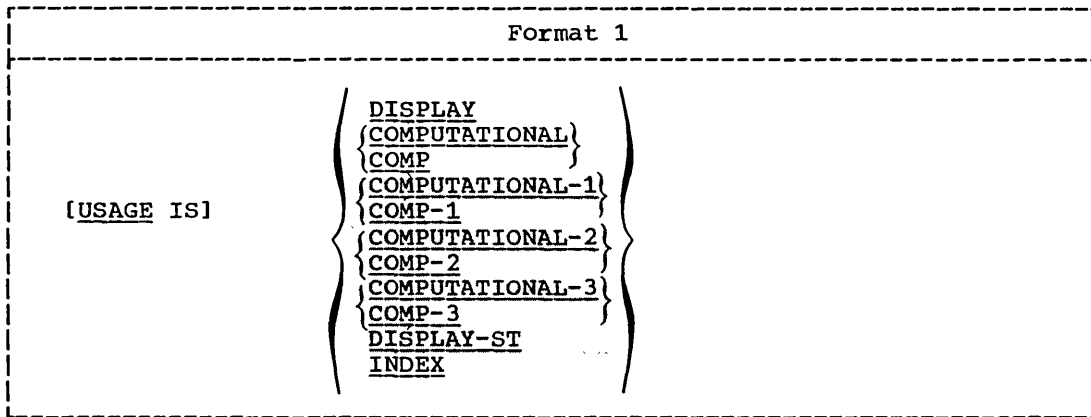 Format 1
DISPLAY
COMPUTATIONAL
COMP
COMPUTATIONAL-1
COMP-1
[USAGE IS]
COMPUTATIONAL-2
COMP-2
COMPUTATIONAL-3
COMP-3
DISPLAY-ST
INDEX